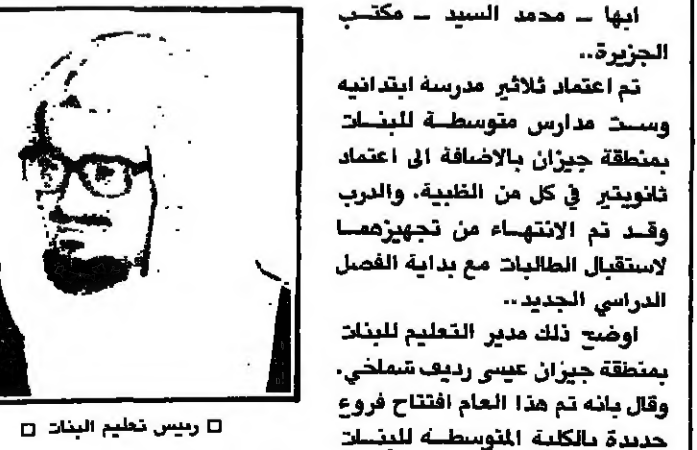 ابها ــ محمد السيد ــ مكتب
الجزيرة..
تم اعتماد ثلاثين مدرسة ابتدائيه
وست مدارس متوسطة للبنات
بمنطقة جيزان بالاضافة الى اعتماد
ثانويتين في كل من الظبية. والدرب
وقد تم الانتهاء من تجهيزهما
لاستقبال الطالبات مع بداية الفصل
الدراسي الجديد..
اوضح ذلك مدير التعليم للبنات
بمنطقة جيزان عيسى رديف شماخي.
وقال بانه تم هذا العام افتتاح فروع
جديدة بالكلية المتوسطة للبنات
□ رئيس تعليم البنات □